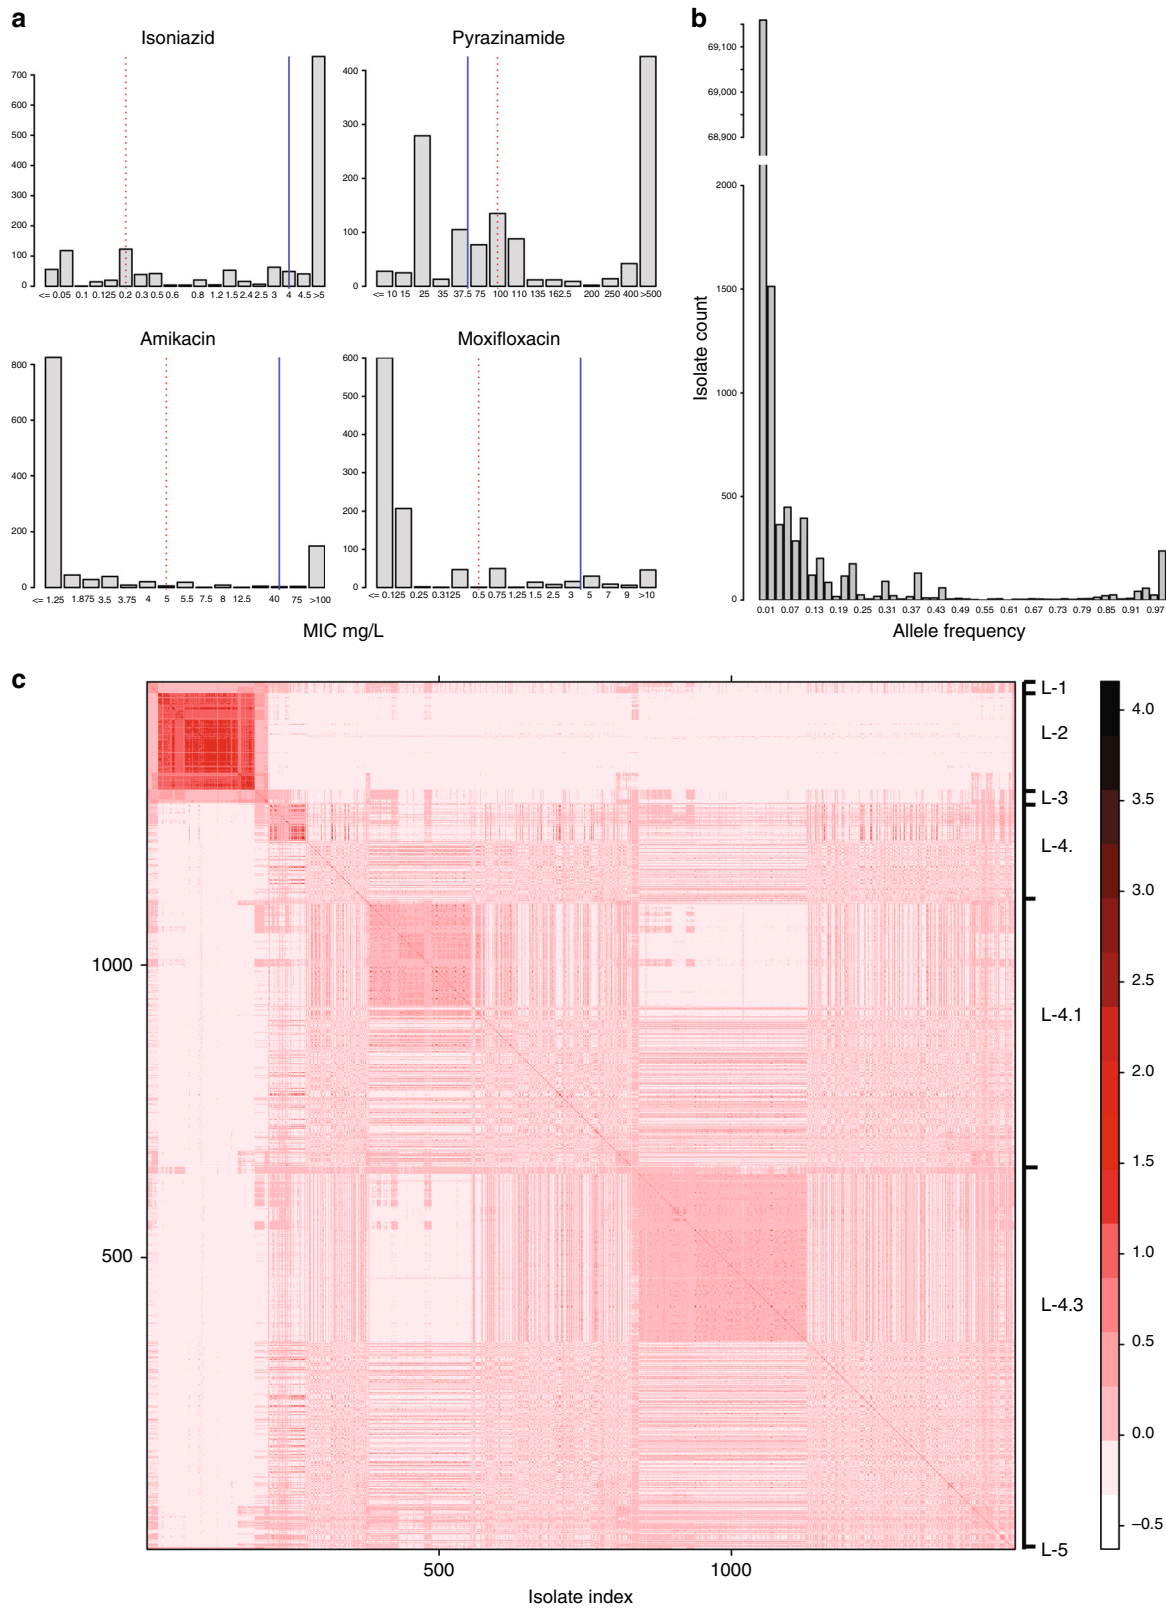 a
Isoniazid
700
600
500
400
300
200
100
0
<= 0.05 0.1 0.125 0.2 0.3 0.5 0.6 0.8 1.2 1.5 2.4 2.5 3 4 4.5 >5
Pyrazinamide
400
300
200
100
0
<= 10 15 25 35 37.5 75 100 110 135 162.5 200 250 400 >500
Amikacin
800
600
400
200
0
<= 1.25 1.875 3.5 3.75 4 5 5.5 7.5 8 12.5 40 75 >100
Moxifloxacin
600
500
400
300
200
100
0
<= 0.125 0.25 0.3125 0.5 0.75 1.25 1.5 2.5 3 5 7 9 >10
MIC mg/L
b
69,100
69,000
68,900
2000
1500
1000
500
0
Isolate count
0.01 0.07 0.13 0.19 0.25 0.31 0.37 0.43 0.49 0.55 0.61 0.67 0.73 0.79 0.85 0.91 0.97
Allele frequency
c
1000
500
500 1000
Isolate index
L-1
L-2
L-3
L-4.
L-4.1
L-4.3
L-5
4.0
3.5
3.0
2.5
2.0
1.5
1.0
0.5
0.0
−0.5